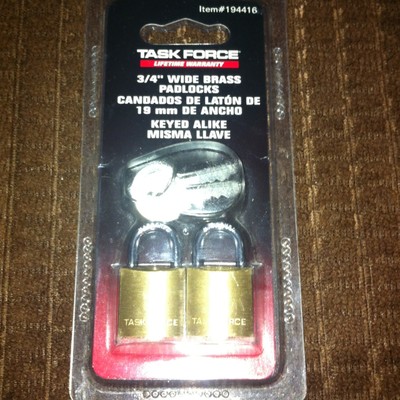 Item#194416
TASK FORCE
LIFETIME WARRANTY
3/4" WIDE BRASS
PADLOCKS
CANDADOS DE LATÓN DE
19 mm DE ANCHO
KEYED ALIKE
MISMA LLAVE
TASK FORCE
TASK FORCE